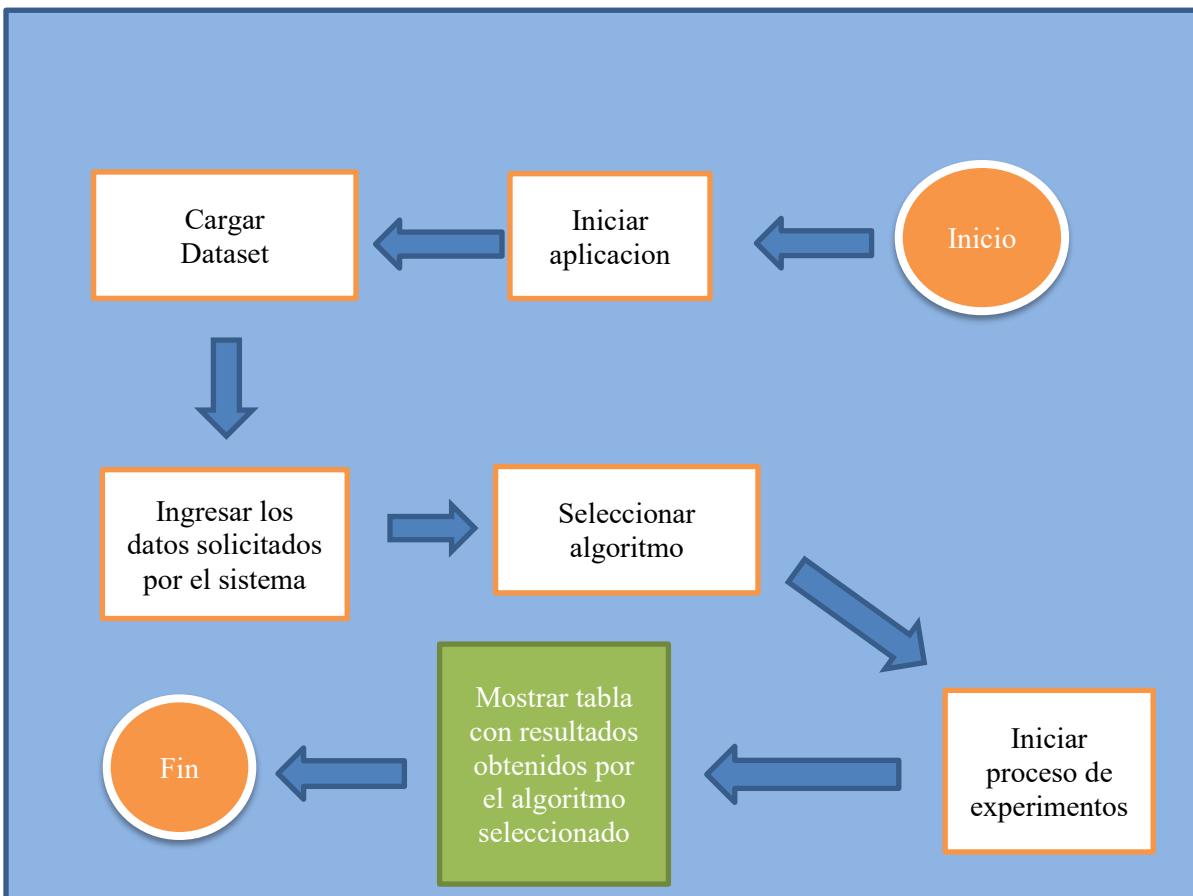 Inicio
Iniciar
aplicacion
Cargar
Dataset
Ingresar los
datos solicitados
por el sistema
Seleccionar
algoritmo
Iniciar
proceso de
experimentos
Mostrar tabla
con resultados
obtenidos por
el algoritmo
seleccionado
Fin